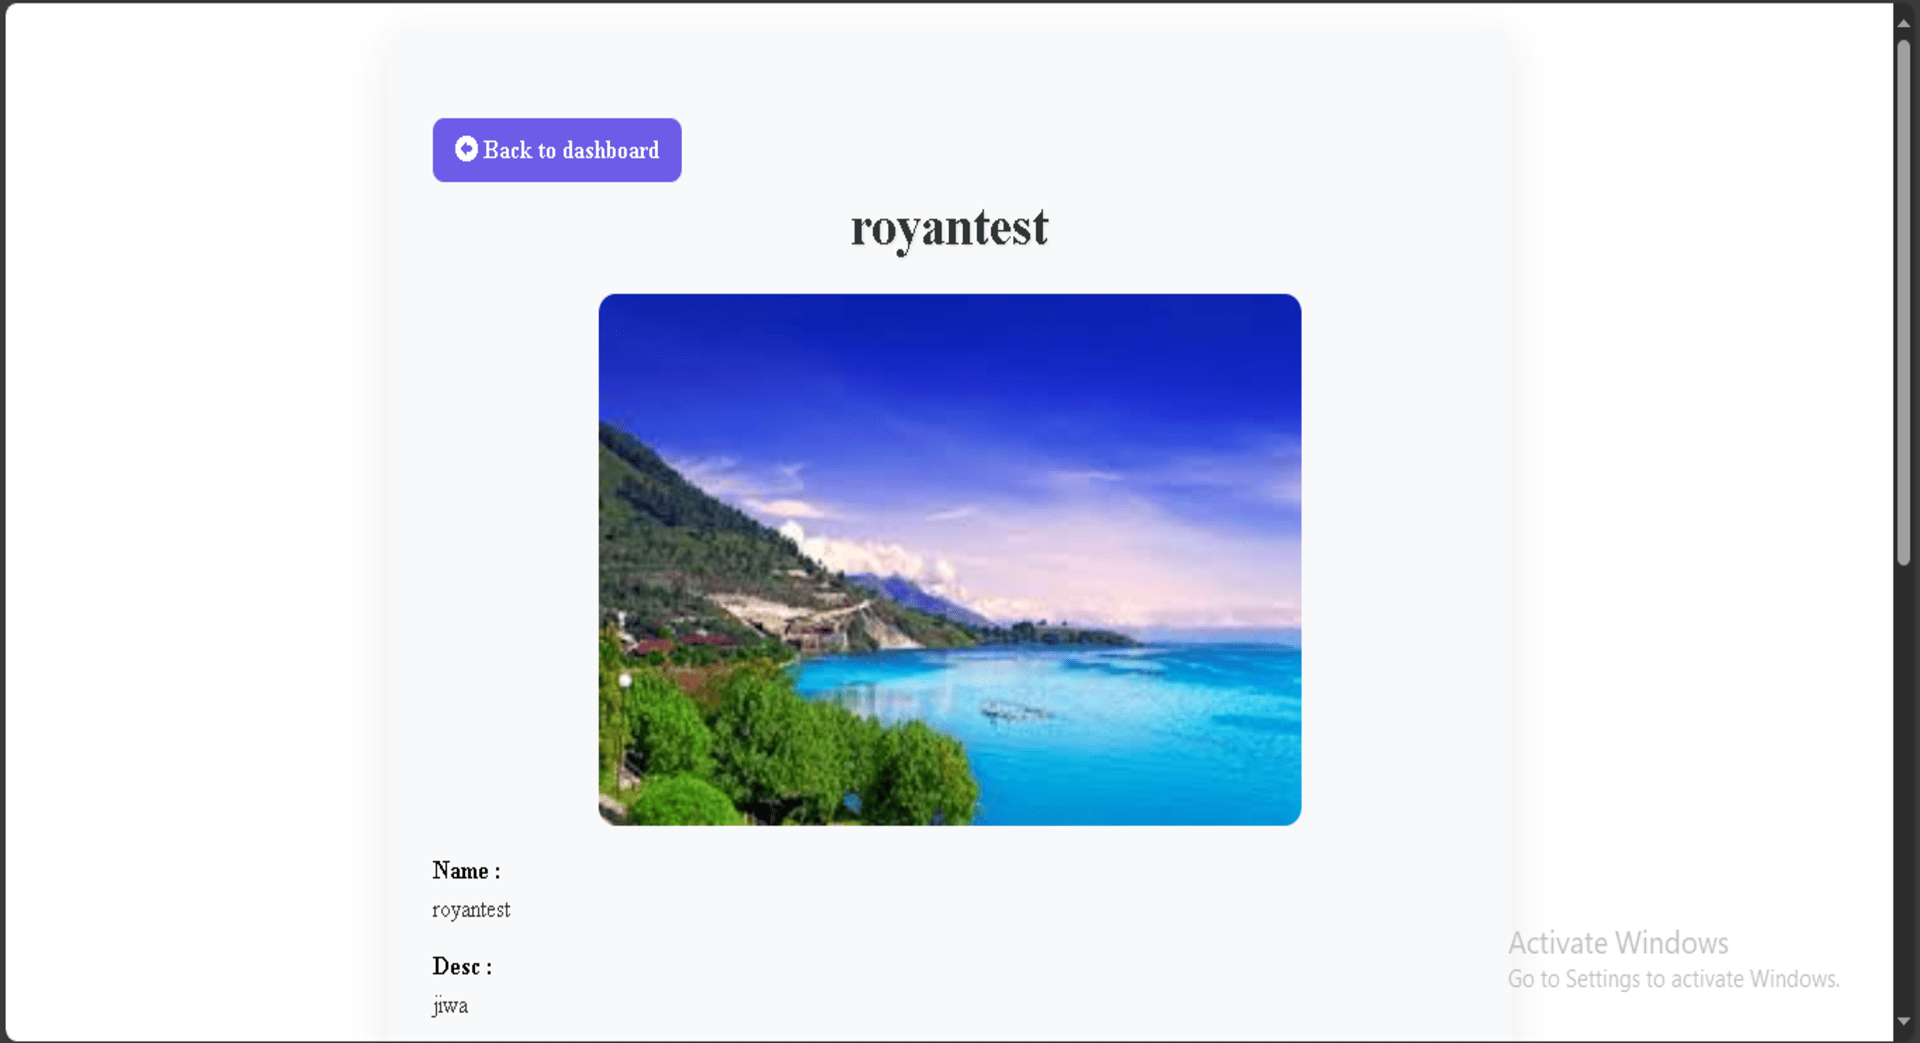 Back to dashboard
royantest
Name :
royantest
Desc :
jiwa
Activate Windows
Go to Settings to activate Windows.